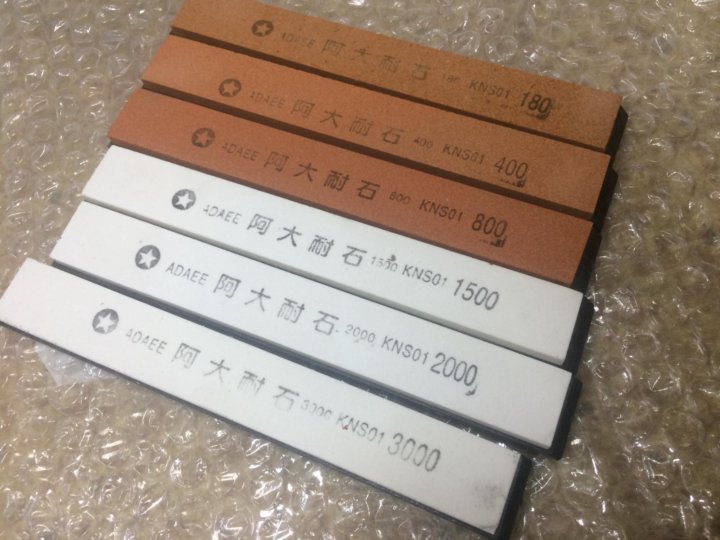 ADAEE 阿大耐石 180 KNS01 180
ADAEE 阿大耐石 400 KNS01 400
ADAEE 阿大耐石 800 KNS01 800
ADAEE 阿大耐石 1500 KNS01 1500
ADAEE 阿大耐石 2000 KNS01 2000
ADAEE 阿大耐石 3000 KNS01 3000